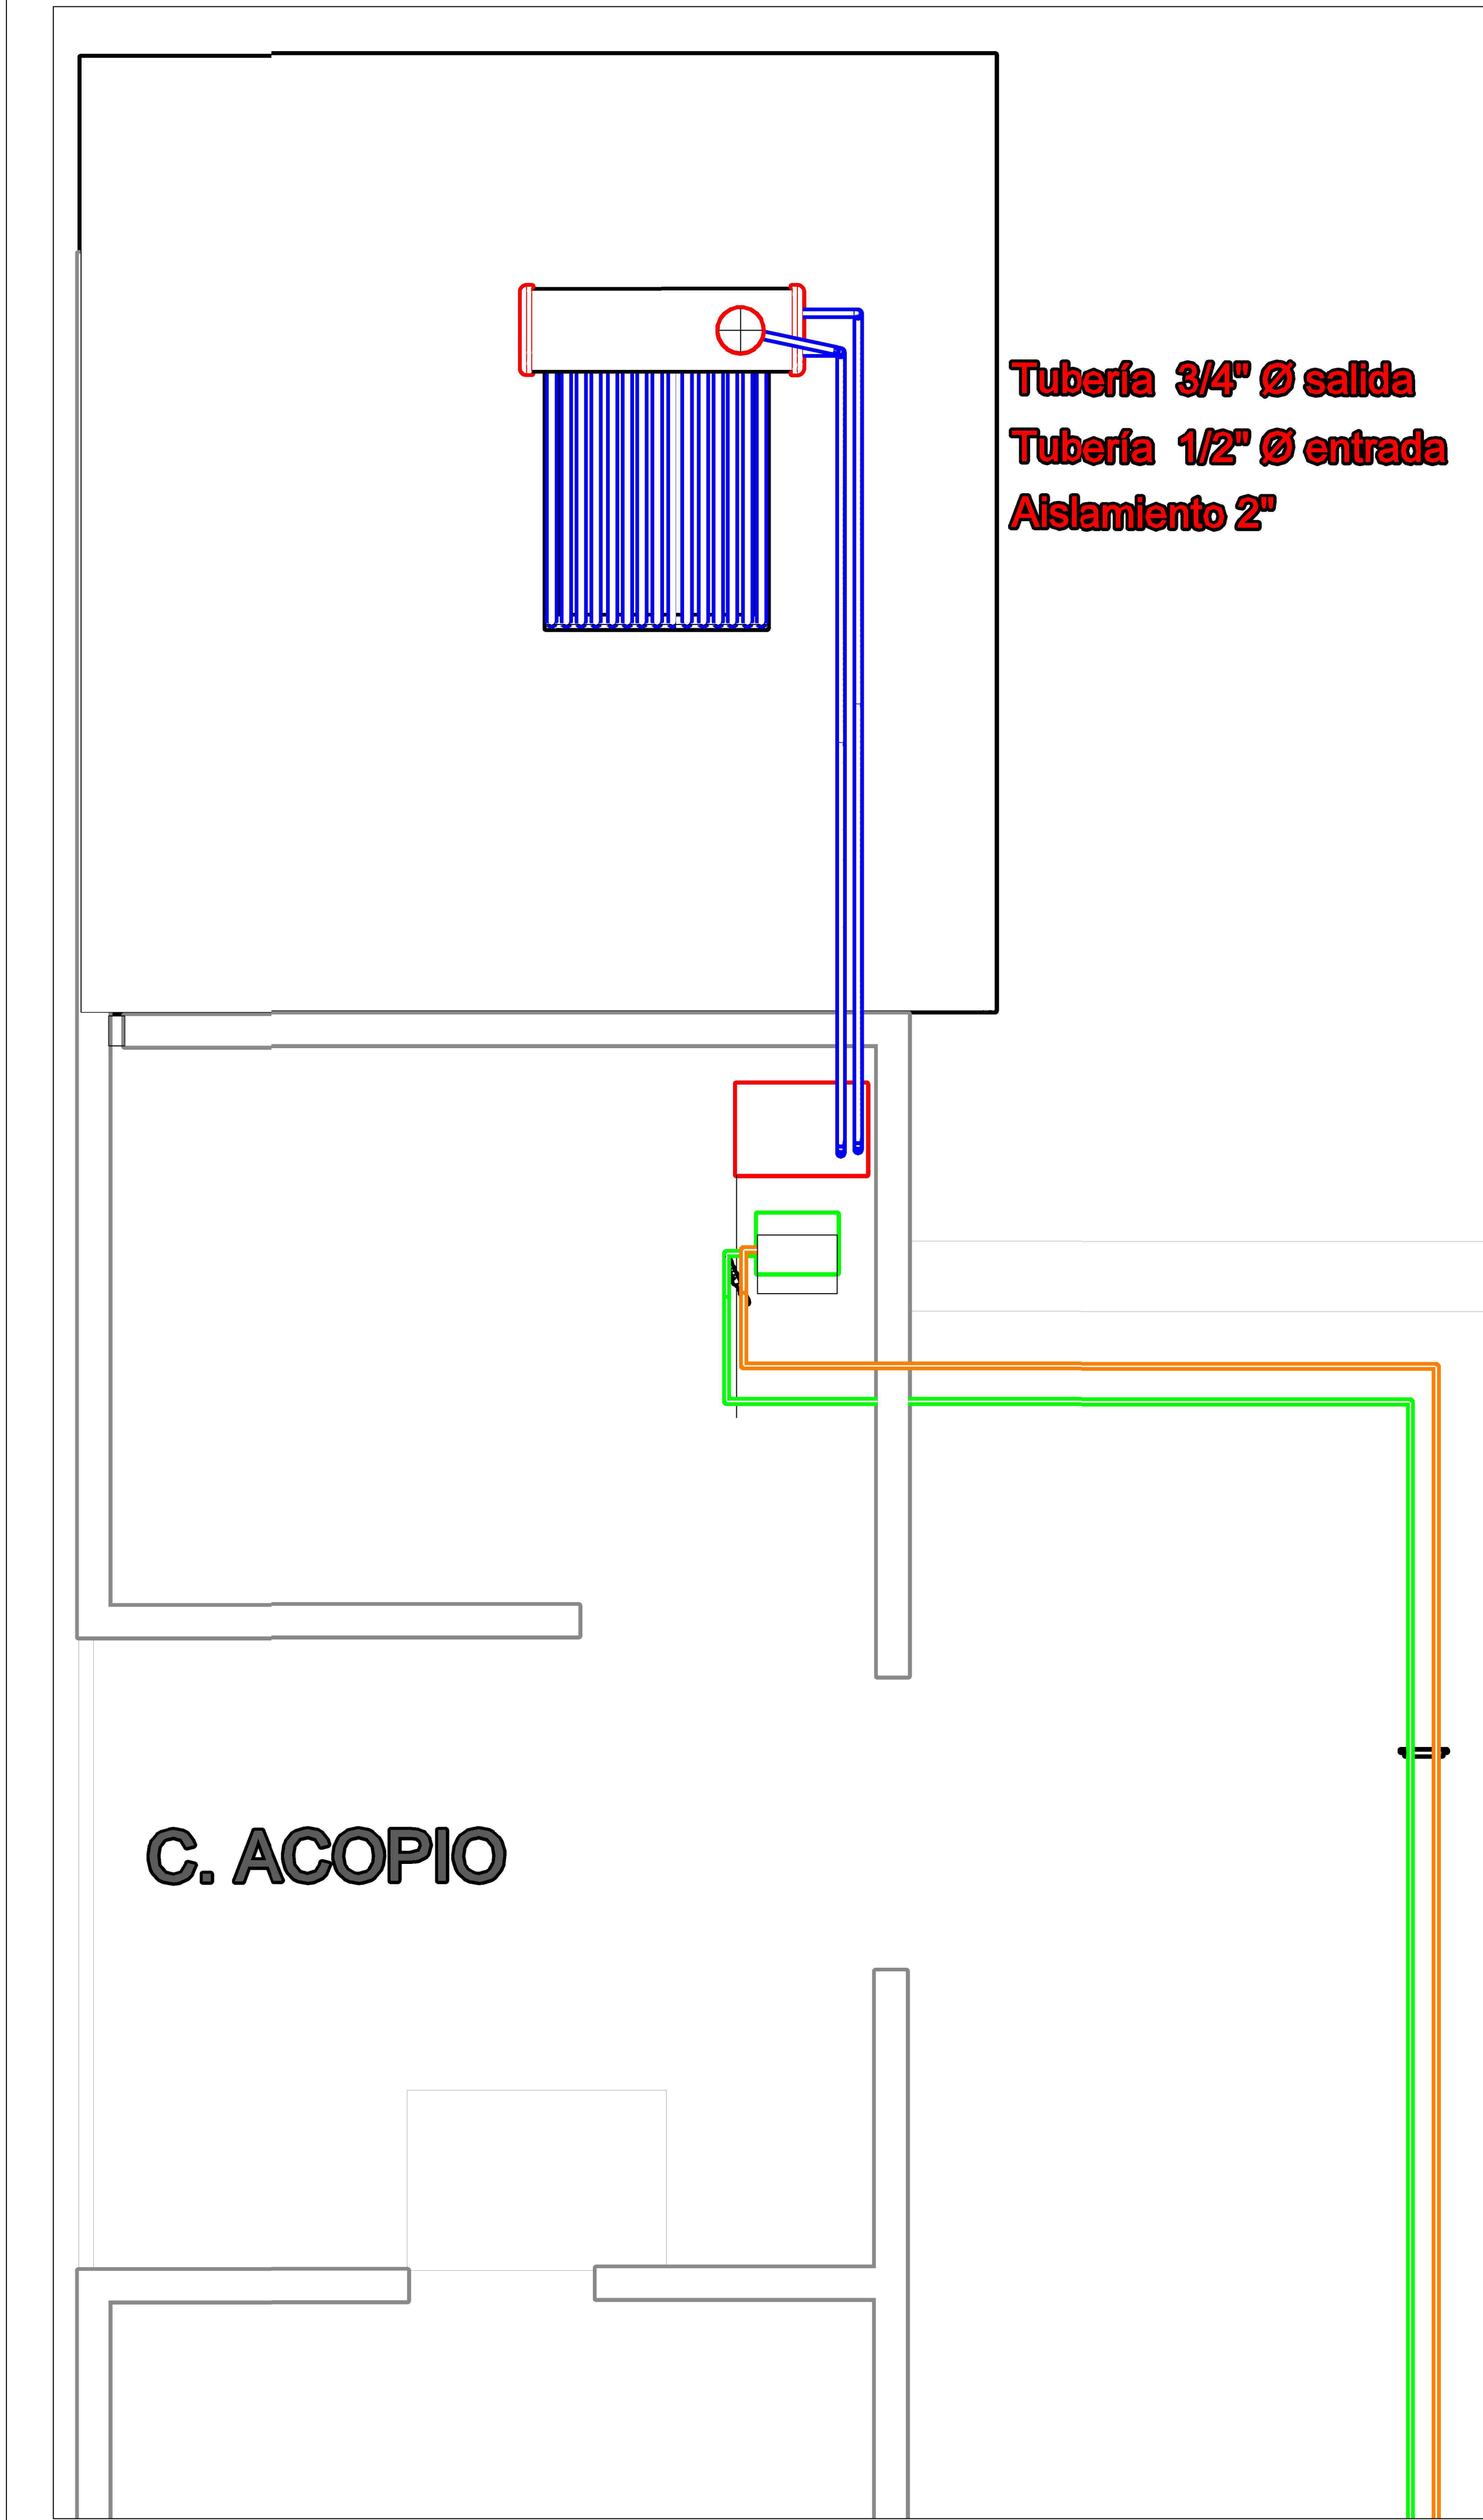 Tubería 3/4" Ø salida
Tubería 1/2" Ø entrada
Aislamiento 2"
C. ACOPIO